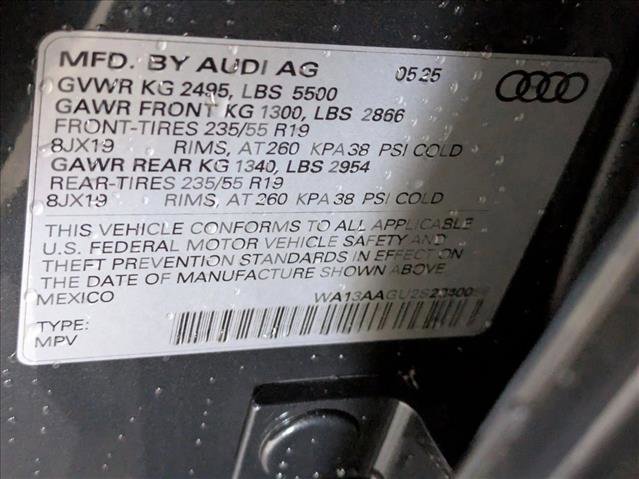 MFD. BY AUDI AG 05 25
GVWR KG 2495, LBS 5500
GAWR FRONT KG 1300, LBS 2866
FRONT-TIRES 235/55 R19
8JX19 RIMS, AT 260 KPA 38 PSI COLD
GAWR REAR KG 1340, LBS 2954
REAR-TIRES 235/55 R19
8JX19 RIMS, AT 260 KPA 38 PSI COLD
THIS VEHICLE CONFORMS TO ALL APPLICABLE
U.S. FEDERAL MOTOR VEHICLE SAFETY AND
THEFT PREVENTION STANDARDS IN EFFECT ON
THE DATE OF MANUFACTURE SHOWN ABOVE
MEXICO
TYPE:
MPV